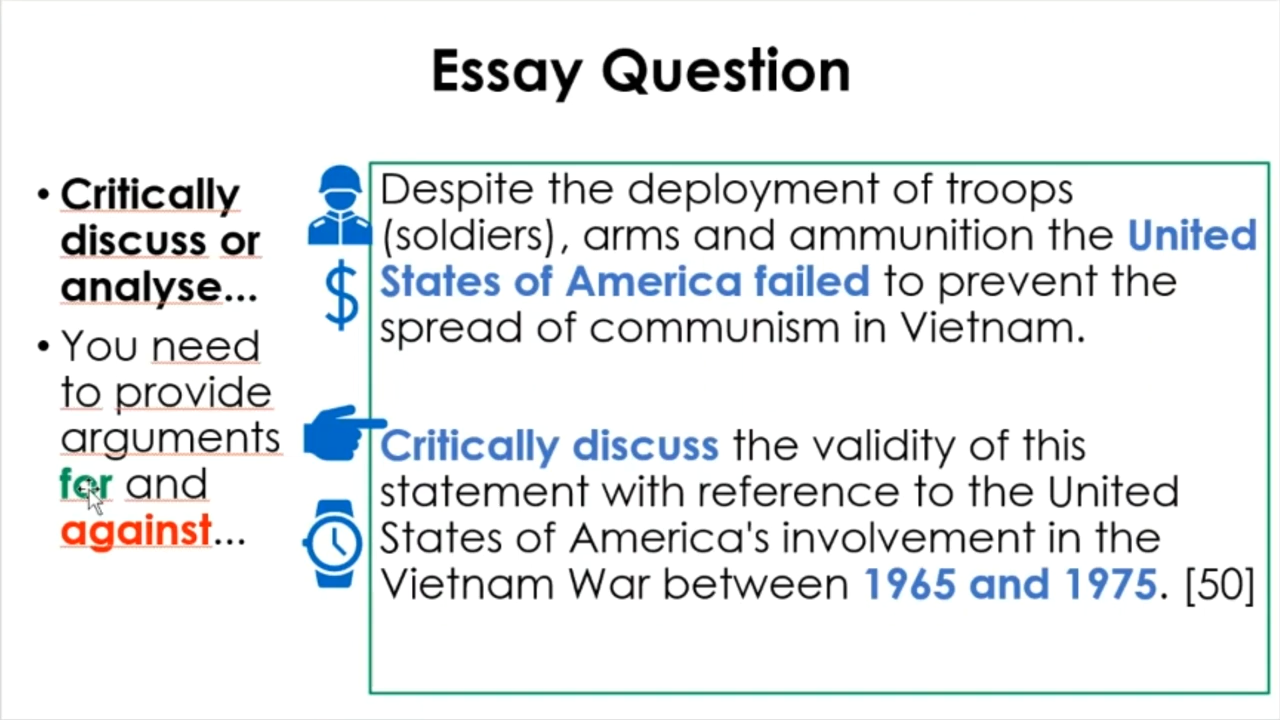 Essay Question
• Critically
discuss or
analyse...
• You need
to provide
arguments
for and
against...
Despite the deployment of troops
(soldiers), arms and ammunition the United
States of America failed to prevent the
spread of communism in Vietnam.
Critically discuss the validity of this
statement with reference to the United
States of America's involvement in the
Vietnam War between 1965 and 1975. [50]